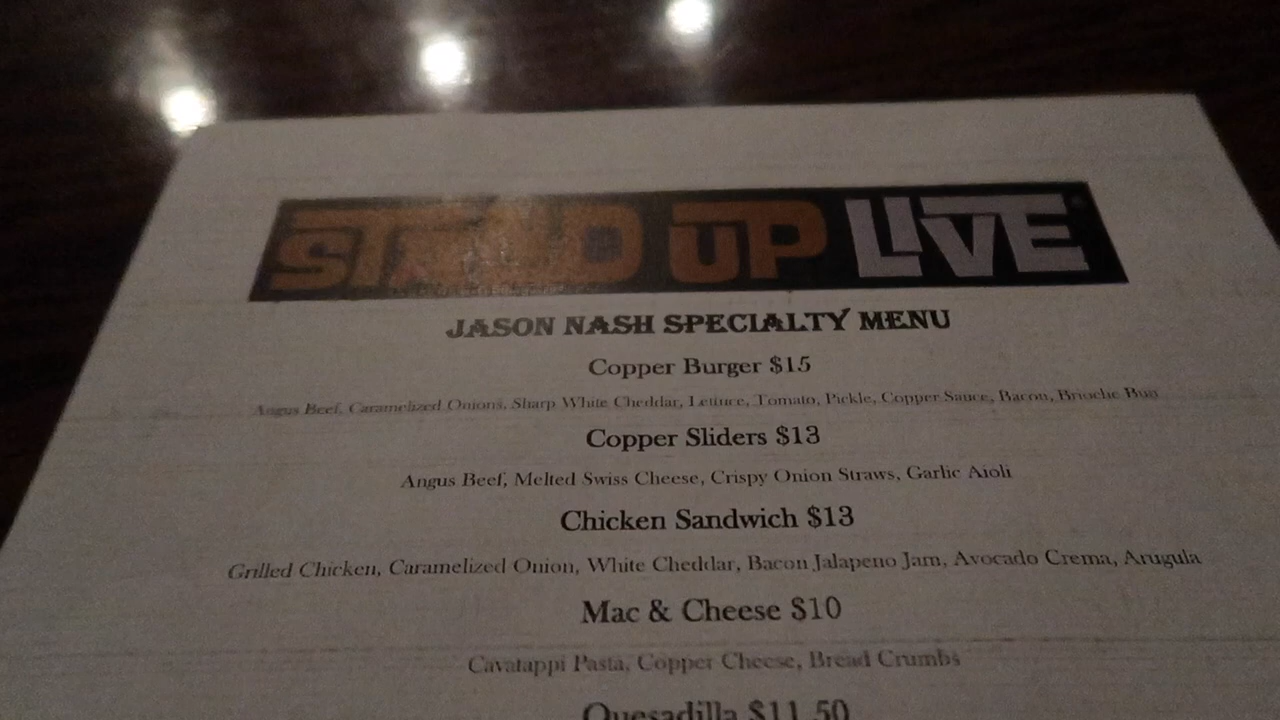 STAND UP LIVE
JASON NASH SPECIALTY MENU
Copper Burger $15
Angus Beef, Caramelized Onions, Sharp White Cheddar, Lettuce, Tomato, Pickle, Copper Sauce, Bacon, Brioche Bun
Copper Sliders $13
Angus Beef, Melted Swiss Cheese, Crispy Onion Straws, Garlic Aioli
Chicken Sandwich $13
Grilled Chicken, Caramelized Onion, White Cheddar, Bacon Jalapeno Jam, Avocado Crema, Arugula
Mac & Cheese $10
Cavatappi Pasta, Copper Cheese, Bread Crumbs
Quesadilla $11.50